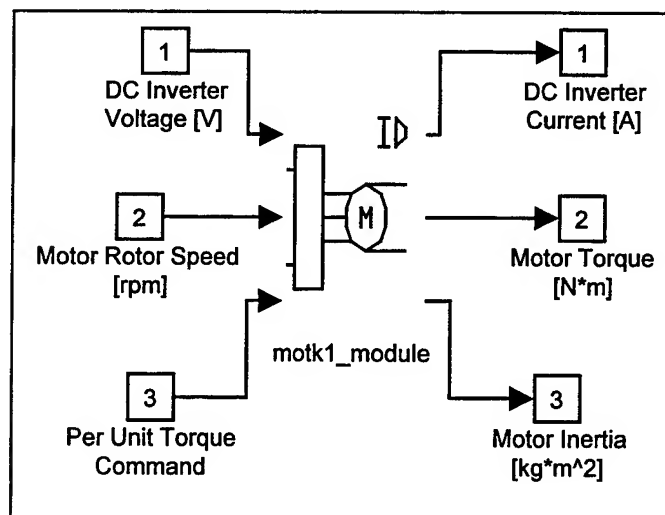 1
DC Inverter
Voltage [V]
2
Motor Rotor Speed
[rpm]
3
Per Unit Torque
Command
M
motk1_module
1
DC Inverter
Current [A]
2
Motor Torque
[N*m]
3
Motor Inertia
[kg*m^2]